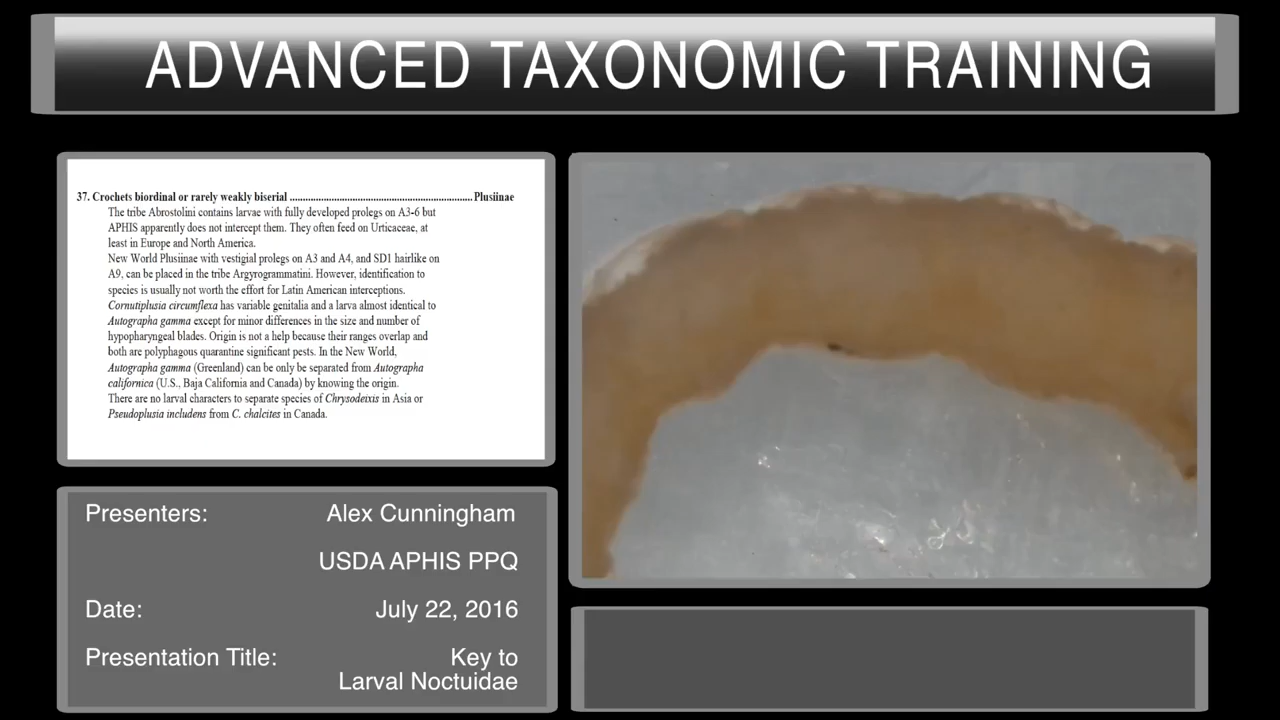 ADVANCED TAXONOMIC TRAINING
37. Crochets biordinal or rarely weakly biserial ........................................................................ Plusiinae
The tribe Abrostolini contains larvae with fully developed prolegs on A3-6 but
APHIS apparently does not intercept them. They often feed on Urticaceae, at
least in Europe and North America.
New World Plusiinae with vestigial prolegs on A3 and A4, and SD1 hairlike on
A9, can be placed in the tribe Argyrogrammatini. However, identification to
species is usually not worth the effort for Latin American interceptions.
Cornutiplusia circumflexa has variable genitalia and a larva almost identical to
Autographa gamma except for minor differences in the size and number of
hypopharyngeal blades. Origin is not a help because their ranges overlap and
both are polyphagous quarantine significant pests. In the New World,
Autographa gamma (Greenland) can be only be separated from Autographa
californica (U.S., Baja California and Canada) by knowing the origin.
There are no larval characters to separate species of Chrysodeixis in Asia or
Pseudoplusia includens from C. chalcites in Canada.
Presenters: Alex Cunningham
USDA APHIS PPQ
Date: July 22, 2016
Presentation Title: Key to
Larval Noctuidae